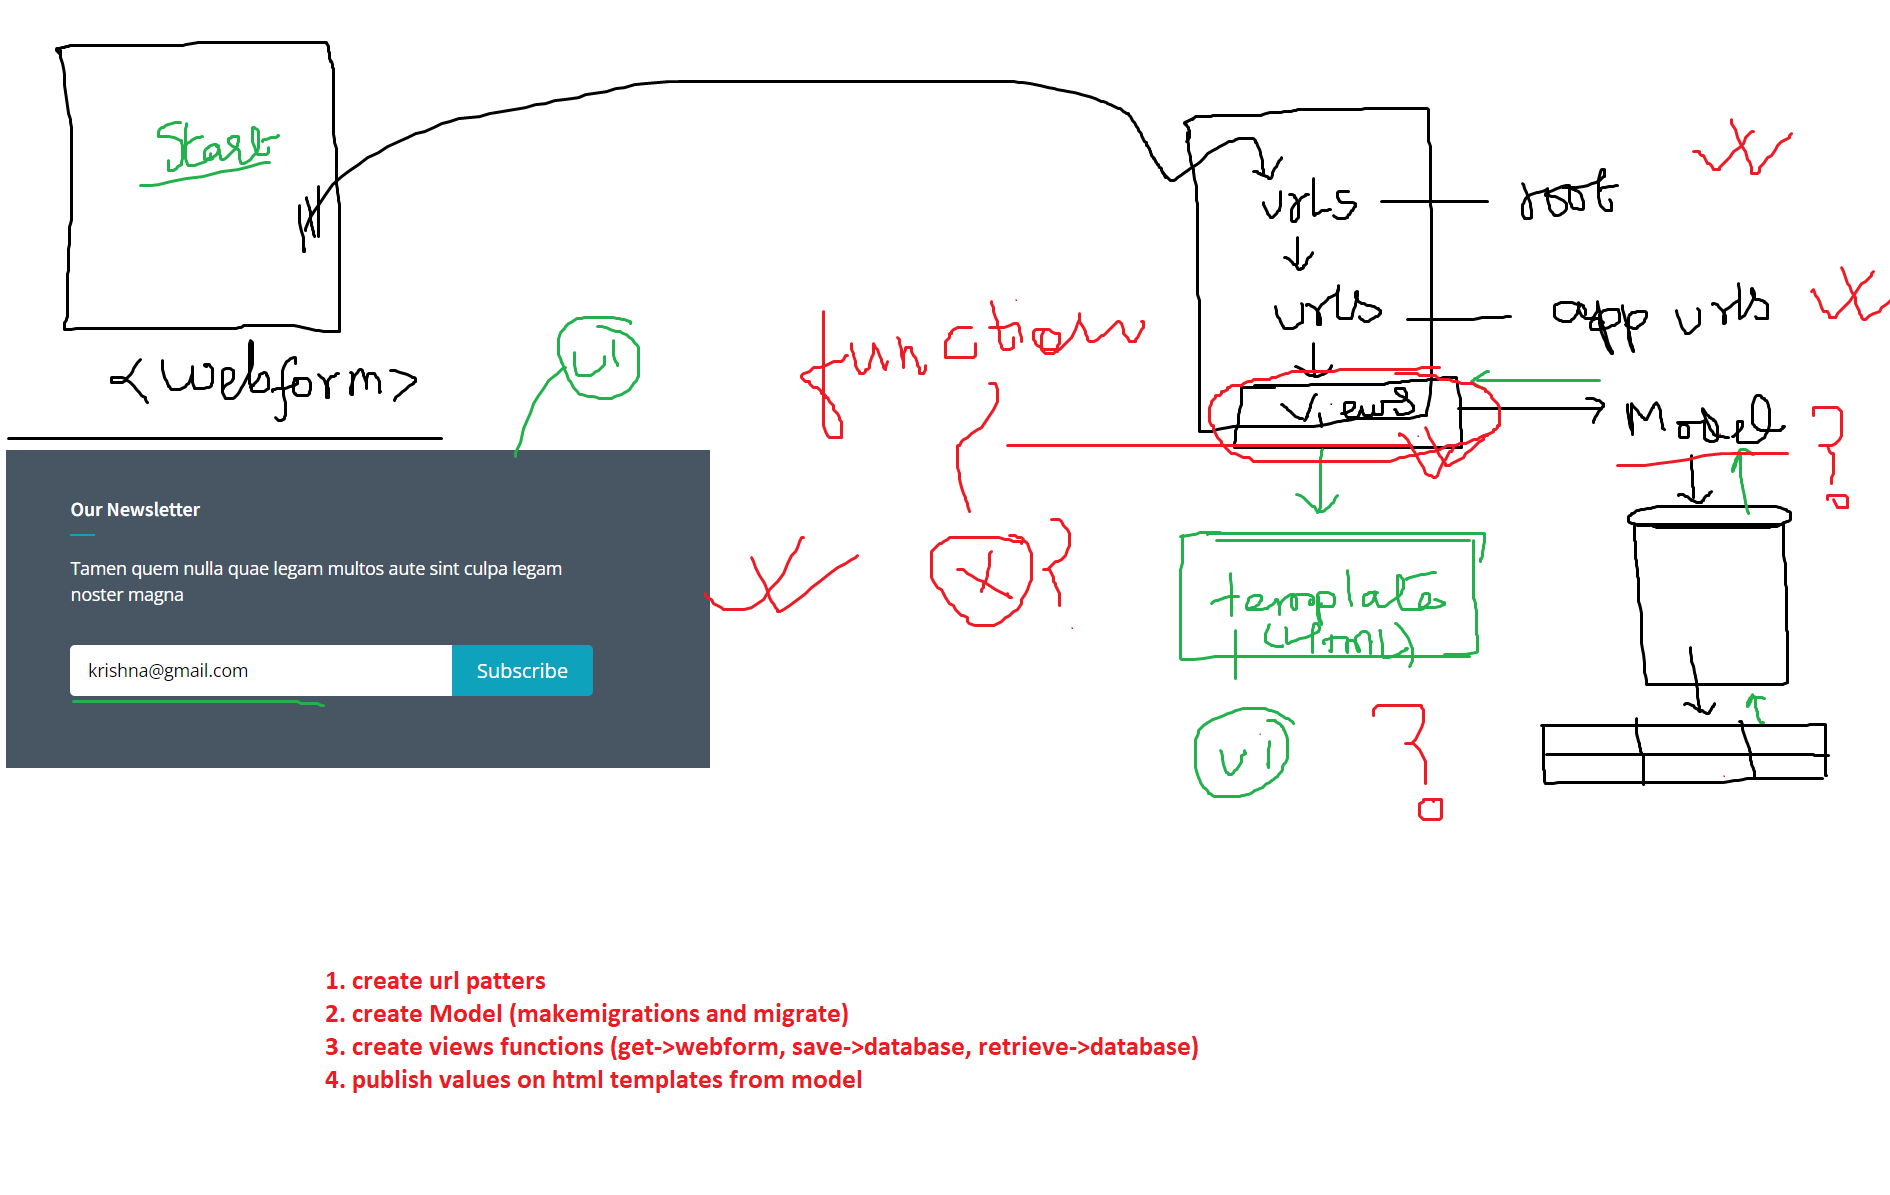 Start
<webform>
UI
functions
urls
root
urls
app urls
views
Model
?
Our Newsletter
Tamen quem nulla quae legam multos aute sint culpa legam
noster magna
krishna@gmail.com
Subscribe
?
templates
(html)
UI
?
1. create url patters
2. create Model (makemigrations and migrate)
3. create views functions (get->webform, save->database, retrieve->database)
4. publish values on html templates from model